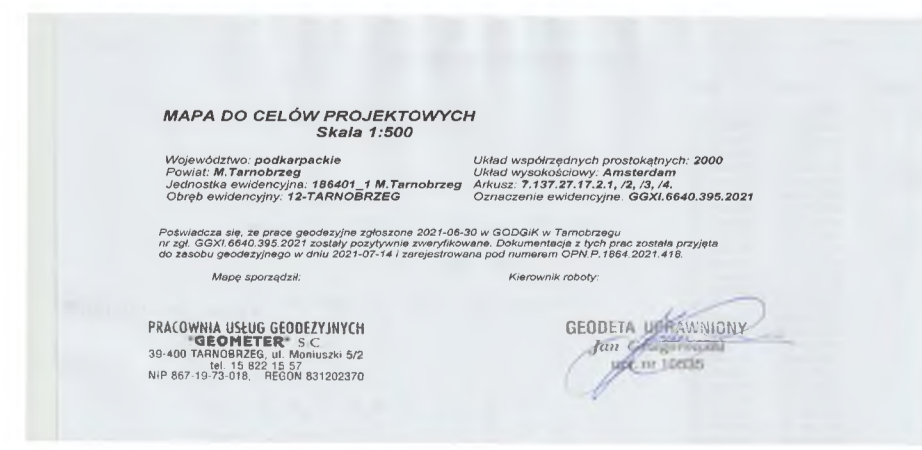 MAPA DO CELÓW PROJEKTOWYCH
Skala 1:500
Województwo: podkarpackie
Powiat: M.Tarnobrzeg
Jednostka ewidencyjna: 186401_1 M.Tarnobrzeg
Obręb ewidencyjny: 12-TARNOBRZEG
Układ współrzędnych prostokątnych: 2000
Układ wysokościowy: Amsterdam
Arkusz: 7.137.27.17.2.1, /2, /3, /4.
Oznaczenie ewidencyjne: GGXI.6640.395.2021
Poświadcza się, że prace geodezyjne zgłoszone 2021-06-30 w GODGiK w Tarnobrzegu
nr zgł. GGXI.6640.395.2021 zostały pozytywnie zweryfikowane. Dokumentacja z tych prac została przyjęta
do zasobu geodezyjnego w dniu 2021-07-14 i zarejestrowana pod numerem OPN.P.1864.2021.418.
Mapę sporządził:
Kierownik roboty:
PRACOWNIA USŁUG GEODEZYJNYCH
"GEOMETER" S C
39-400 TARNOBRZEG, ul. Moniuszki 5/2
tel. 15 822 15 57
NIP 867-19-73-018, REGON 831202370
GEODETA UPRAWNIONY
Jan
upr. nr